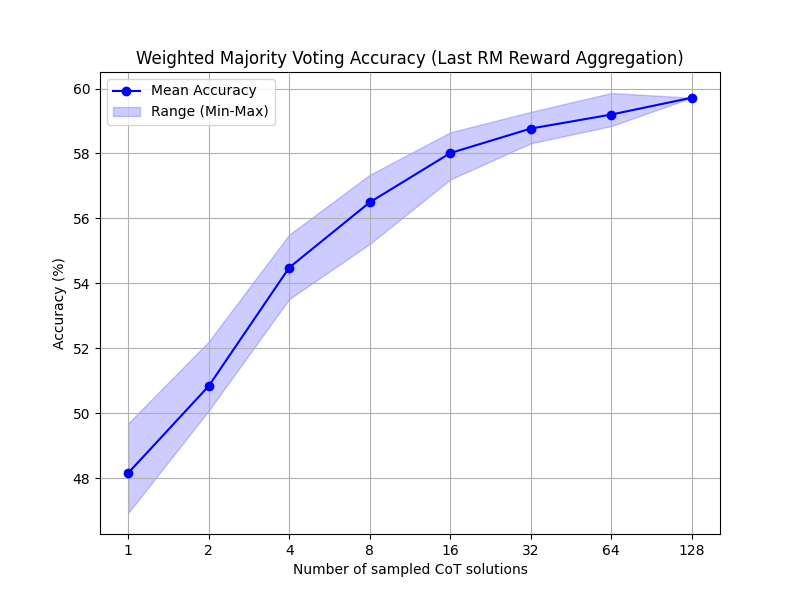 Weighted Majority Voting Accuracy (Last RM Reward Aggregation)
Mean Accuracy
Range (Min-Max)
Accuracy (%)
60
58
56
54
52
50
48
1 2 4 8 16 32 64 128
Number of sampled CoT solutions